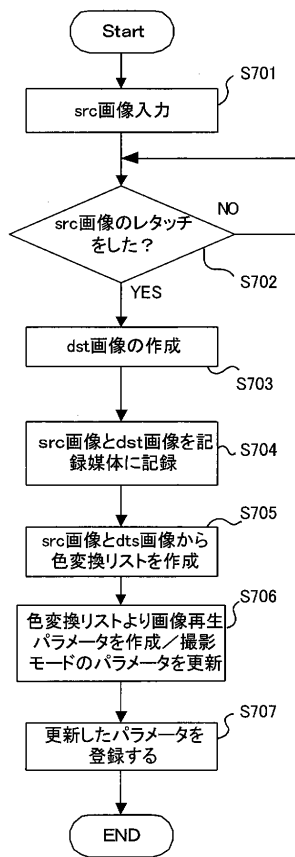 Start
S701
src画像入力
src画像のレタッチ
をした？
NO
S702
YES
dst画像の作成
S703
src画像とdst画像を記
録媒体に記録
S704
S705
src画像とdts画像から
色変換リストを作成
S706
色変換リストより画像再生
パラメータを作成／撮影
モードのパラメータを更新
S707
更新したパラメータを
登録する
END